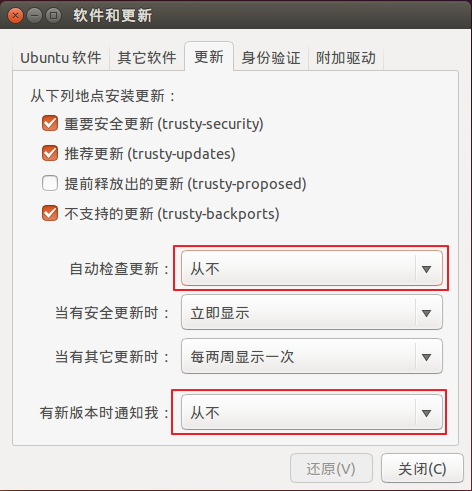 软件和更新
Ubuntu 软件 其它软件 更新 身份验证 附加驱动
从下列地点安装更新：
重要安全更新 (trusty-security)
推荐更新 (trusty-updates)
提前释放出的更新 (trusty-proposed)
不支持的更新 (trusty-backports)
自动检查更新： 从不
当有安全更新时： 立即显示
当有其它更新时： 每两周显示一次
有新版本时通知我： 从不
还原(V) 关闭(C)